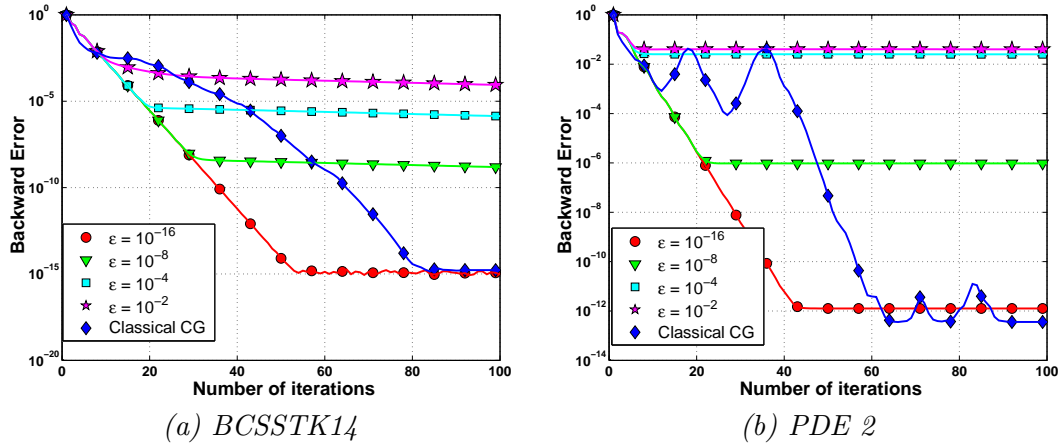 10^0
10^-5
10^-10
10^-15
10^-20
Backward Error
0 20 40 60 80 100
Number of iterations
ε = 10^-16
ε = 10^-8
ε = 10^-4
ε = 10^-2
Classical CG
(a) BCSSTK14
10^0
10^-2
10^-4
10^-6
10^-8
10^-10
10^-12
10^-14
Backward Error
0 20 40 60 80 100
Number of iterations
ε = 10^-16
ε = 10^-8
ε = 10^-4
ε = 10^-2
Classical CG
(b) PDE 2